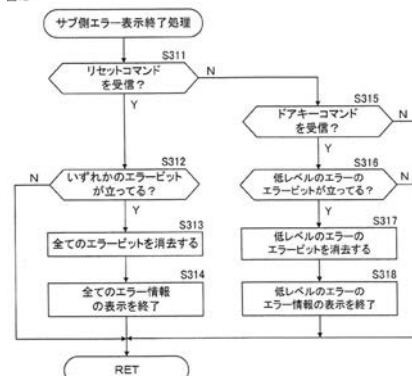 サブ側エラー表示終了処理
S311
リセットコマンド
を受信？
N
Y
S315
ドアキーコマンド
を受信？
N
Y
S312
いずれかのエラービット
が立ってる？
N
Y
S316
低レベルのエラーの
エラービットが立ってる？
N
Y
S313
全てのエラービットを消去する
S317
低レベルのエラーの
エラービットを消去する
S314
全てのエラー情報
の表示を終了
S318
低レベルのエラーの
エラー情報の表示を終了
RET